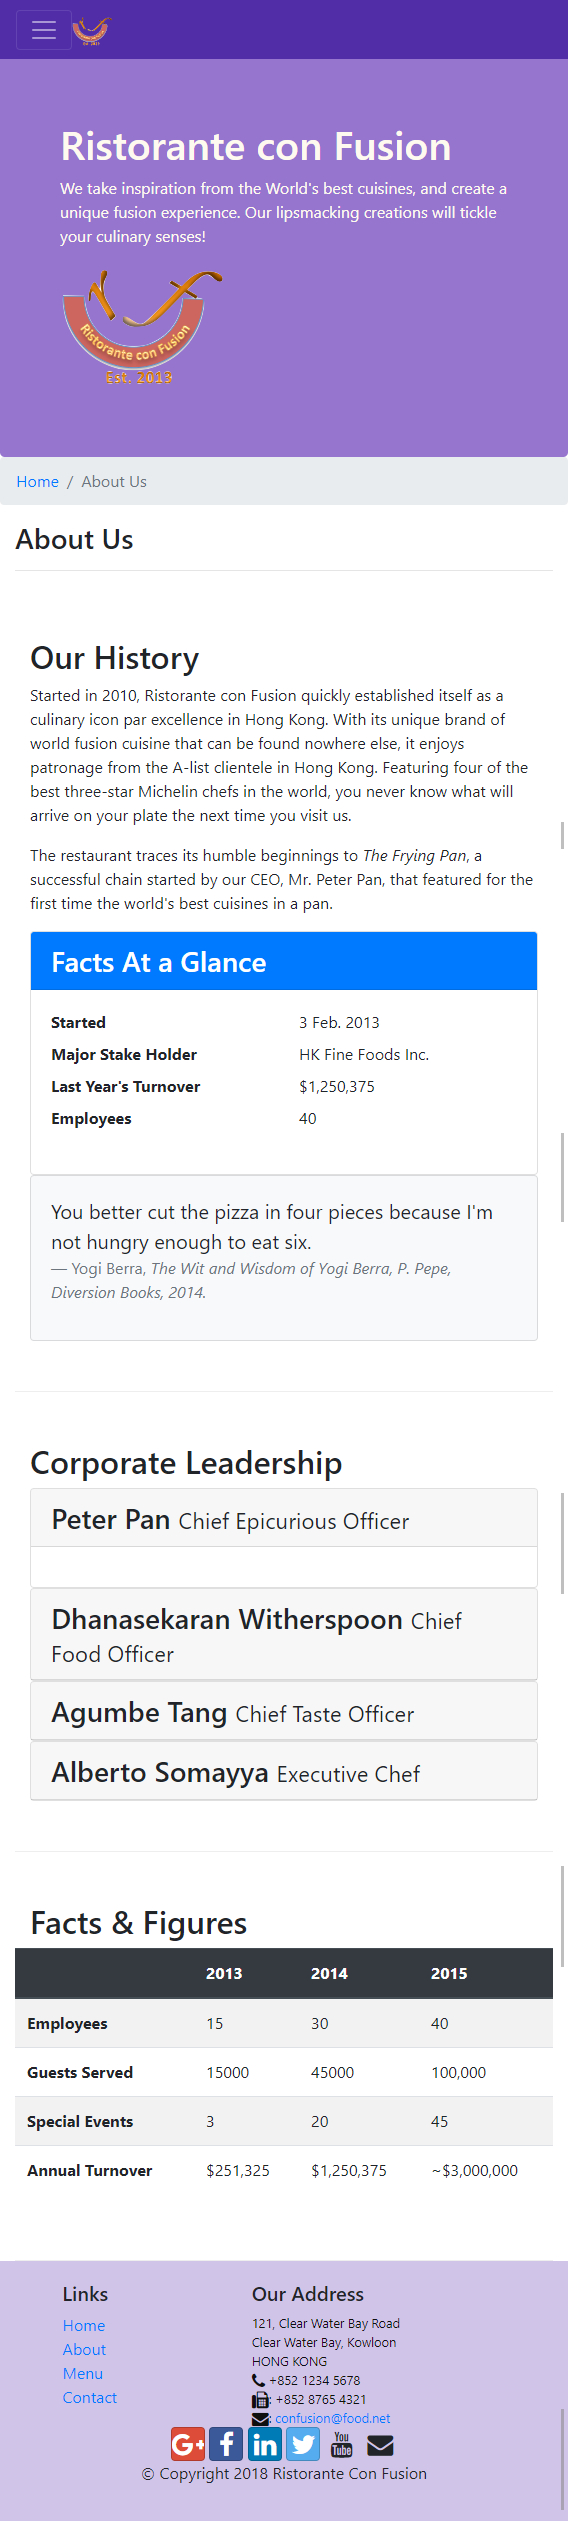 Ristorante con Fusion
We take inspiration from the World's best cuisines, and create a
unique fusion experience. Our lipsmacking creations will tickle
your culinary senses!
Ristorante con Fusion
Est. 2013
Home / About Us
About Us
Our History
Started in 2010, Ristorante con Fusion quickly established itself as a
culinary icon par excellence in Hong Kong. With its unique brand of
world fusion cuisine that can be found nowhere else, it enjoys
patronage from the A-list clientele in Hong Kong. Featuring four of the
best three-star Michelin chefs in the world, you never know what will
arrive on your plate the next time you visit us.
The restaurant traces its humble beginnings to The Frying Pan, a
successful chain started by our CEO, Mr. Peter Pan, that featured for the
first time the world's best cuisines in a pan.
Facts At a Glance
Started 3 Feb. 2013
Major Stake Holder HK Fine Foods Inc.
Last Year's Turnover $1,250,375
Employees 40
You better cut the pizza in four pieces because I'm
not hungry enough to eat six.
— Yogi Berra, The Wit and Wisdom of Yogi Berra, P. Pepe,
Diversion Books, 2014.
Corporate Leadership
Peter Pan Chief Epicurious Officer
Dhanasekaran Witherspoon Chief
Food Officer
Agumbe Tang Chief Taste Officer
Alberto Somayya Executive Chef
Facts & Figures
2013 2014 2015
Employees 15 30 40
Guests Served 15000 45000 100,000
Special Events 3 20 45
Annual Turnover $251,325 $1,250,375 ~$3,000,000
Links
Home
About
Menu
Contact
Our Address
121, Clear Water Bay Road
Clear Water Bay, Kowloon
HONG KONG
+852 1234 5678
: +852 8765 4321
: confusion@food.net
G+ f in You Tube
© Copyright 2018 Ristorante Con Fusion